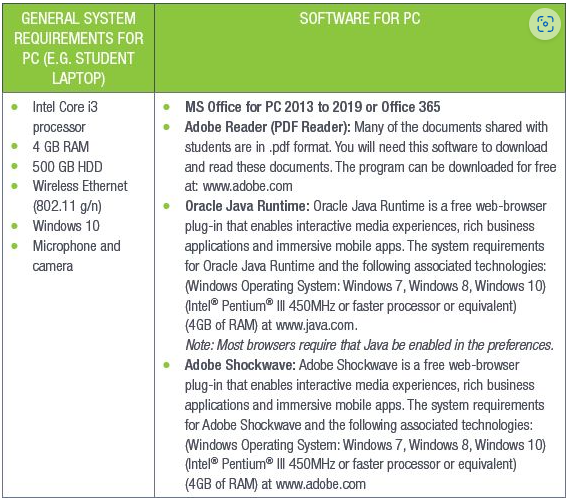 GENERAL SYSTEM
REQUIREMENTS FOR
PC (E.G. STUDENT
LAPTOP)
SOFTWARE FOR PC
• Intel Core i3
processor
• 4 GB RAM
• 500 GB HDD
• Wireless Ethernet
(802.11 g/n)
• Windows 10
• Microphone and
camera
• MS Office for PC 2013 to 2019 or Office 365
• Adobe Reader (PDF Reader): Many of the documents shared with
students are in .pdf format. You will need this software to download
and read these documents. The program can be downloaded for free
at: www.adobe.com
• Oracle Java Runtime: Oracle Java Runtime is a free web-browser
plug-in that enables interactive media experiences, rich business
applications and immersive mobile apps. The system requirements
for Oracle Java Runtime and the following associated technologies:
(Windows Operating System: Windows 7, Windows 8, Windows 10)
(Intel® Pentium® III 450MHz or faster processor or equivalent)
(4GB of RAM) at www.java.com.
Note: Most browsers require that Java be enabled in the preferences.
• Adobe Shockwave: Adobe Shockwave is a free web-browser
plug-in that enables interactive media experiences, rich business
applications and immersive mobile apps. The system requirements
for Adobe Shockwave and the following associated technologies:
(Windows Operating System: Windows 7, Windows 8, Windows 10)
(Intel® Pentium® III 450MHz or faster processor or equivalent)
(4GB of RAM) at www.adobe.com